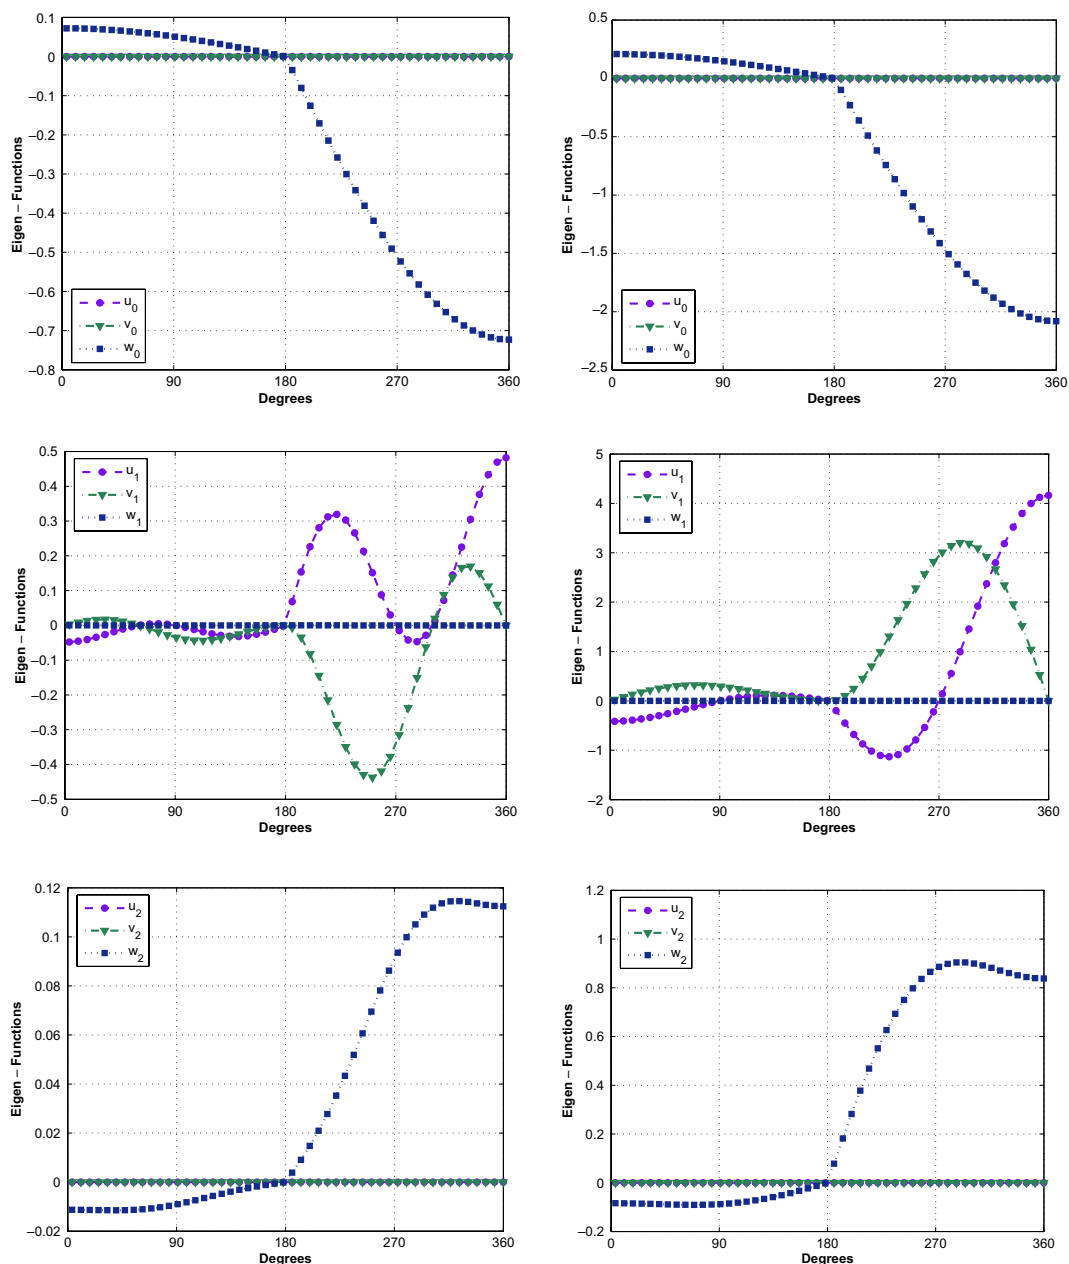 0.1
0
–0.1
–0.2
–0.3
–0.4
–0.5
–0.6
–0.7
–0.8
Eigen – Functions
u0
v0
w0
0 90 180 270 360
Degrees
0.5
0
–0.5
–1
–1.5
–2
–2.5
Eigen – Functions
u0
v0
w0
0 90 180 270 360
Degrees
0.5
0.4
0.3
0.2
0.1
0
–0.1
–0.2
–0.3
–0.4
–0.5
Eigen – Functions
u1
v1
w1
0 90 180 270 360
Degrees
5
4
3
2
1
0
–1
–2
Eigen – Functions
u1
v1
w1
0 90 180 270 360
Degrees
0.12
0.1
0.08
0.06
0.04
0.02
0
–0.02
Eigen – Functions
u2
v2
w2
0 90 180 270 360
Degrees
1.2
1
0.8
0.6
0.4
0.2
0
–0.2
Eigen – Functions
u2
v2
w2
0 90 180 270 360
Degrees